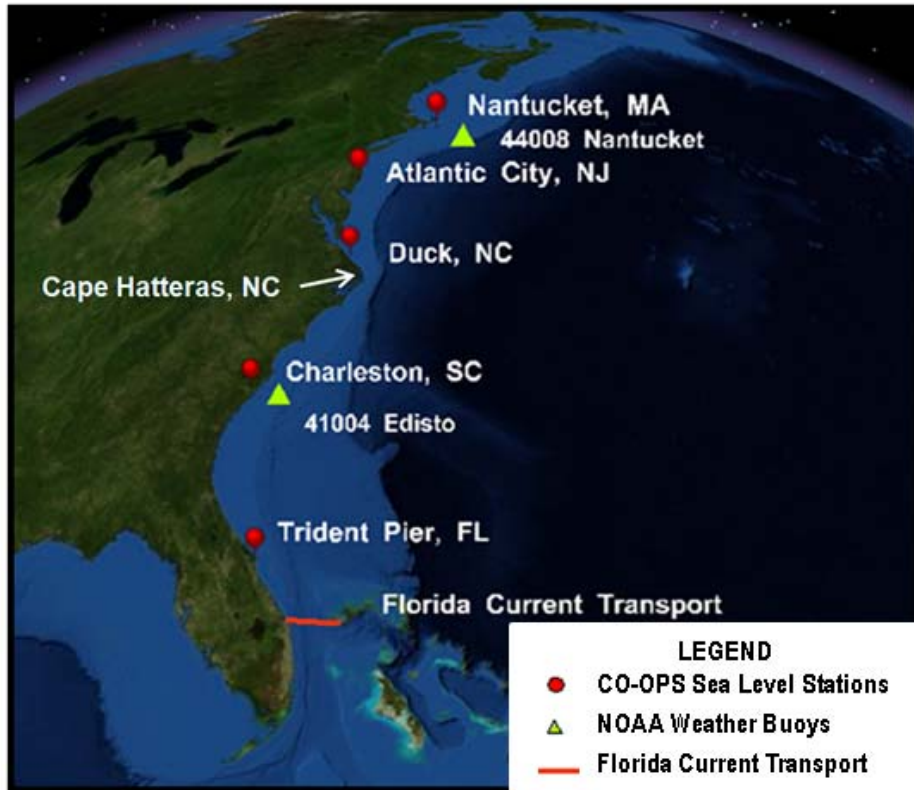 Nantucket, MA
44008 Nantucket
Atlantic City, NJ
Duck, NC
Cape Hatteras, NC
Charleston, SC
41004 Edisto
Trident Pier, FL
Florida Current Transport
LEGEND
CO-OPS Sea Level Stations
NOAA Weather Buoys
Florida Current Transport